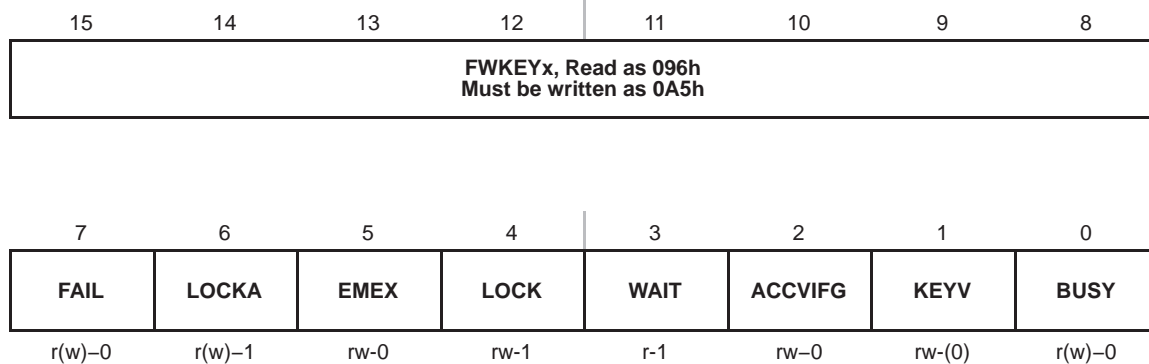 15 14 13 12 11 10 9 8
FWKEYx, Read as 096h
Must be written as 0A5h
7 6 5 4 3 2 1 0
FAIL LOCKA EMEX LOCK WAIT ACCVIFG KEYV BUSY
r(w)−0 r(w)−1 rw-0 rw-1 r-1 rw−0 rw-(0) r(w)−0